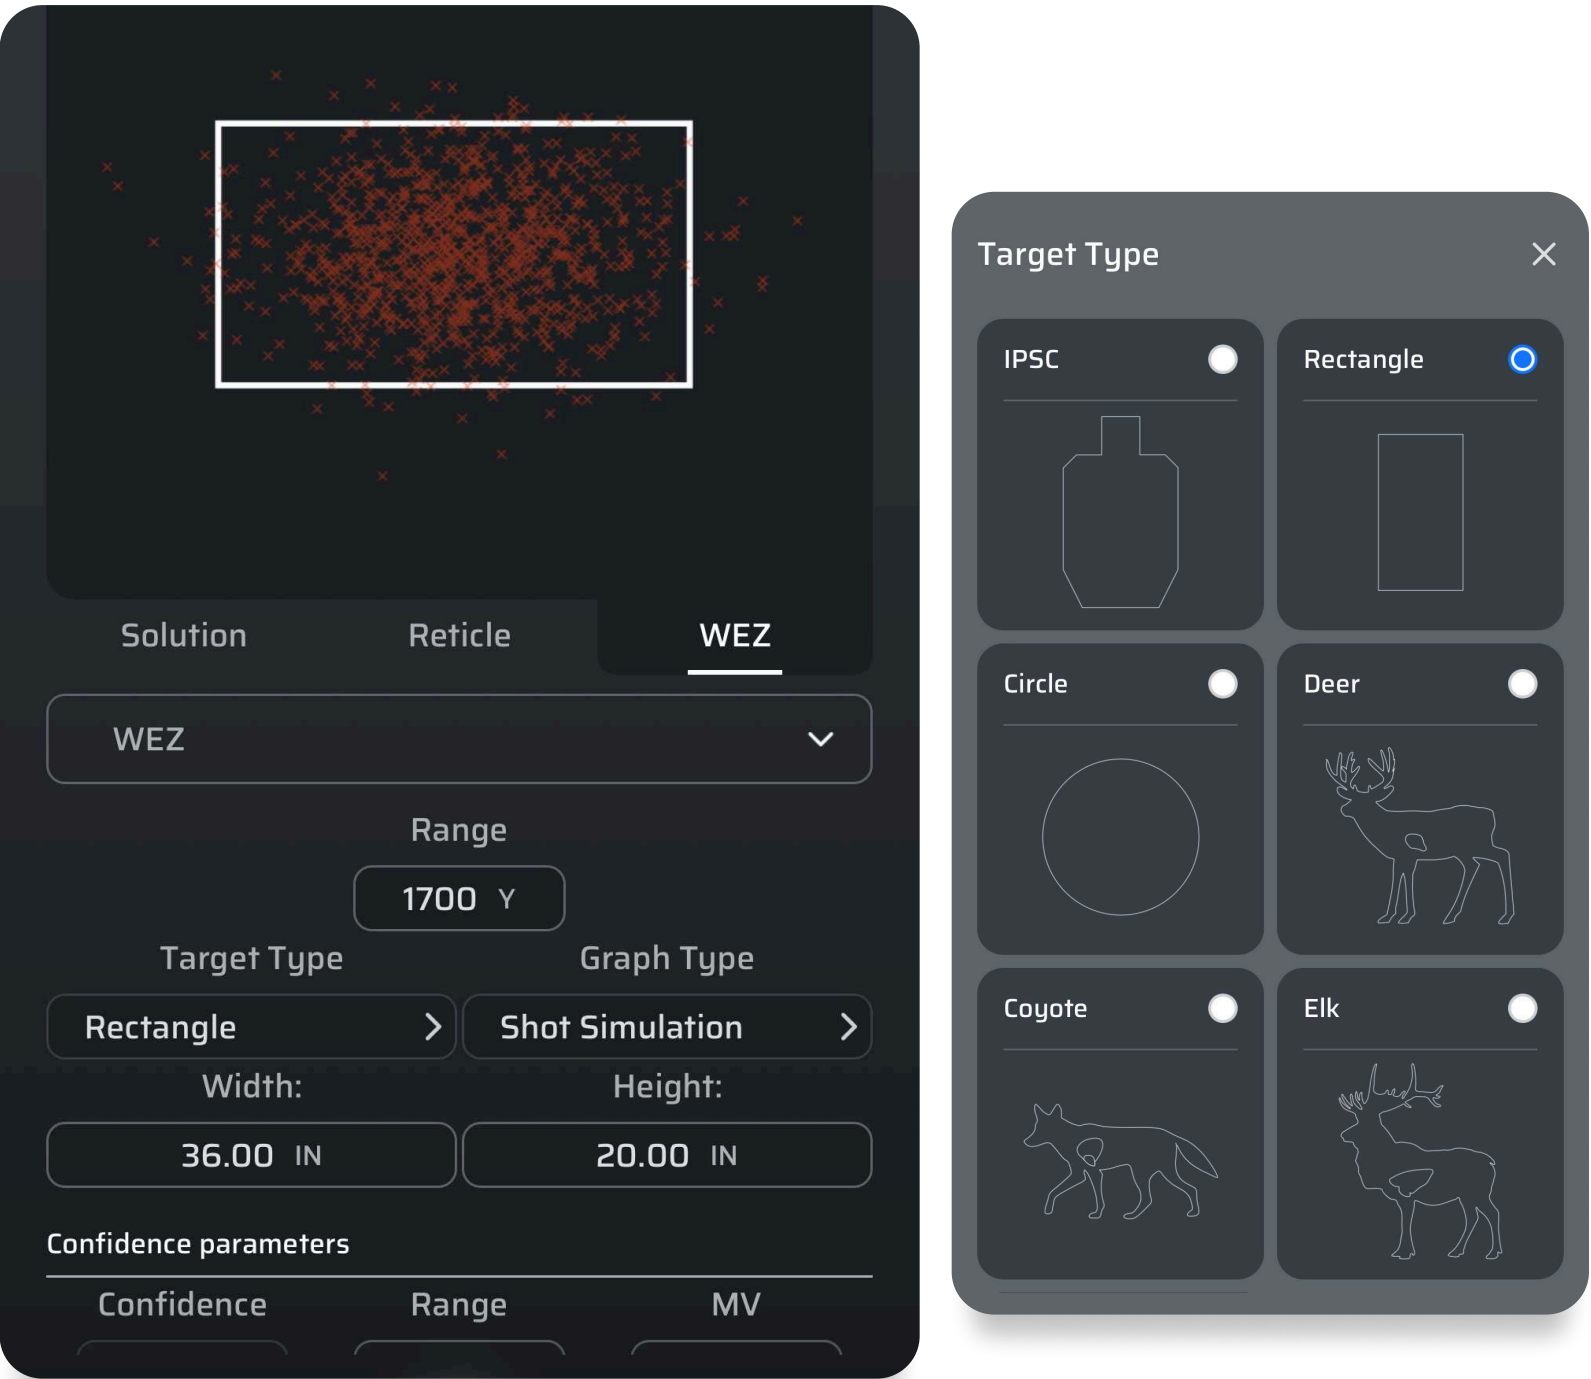 Solution Reticle WEZ
WEZ
Range
1700 Y
Target Type Graph Type
Rectangle Shot Simulation
Width: Height:
36.00 IN 20.00 IN
Confidence parameters
Confidence Range MV
Target Type
IPSC Rectangle
Circle Deer
Coyote Elk